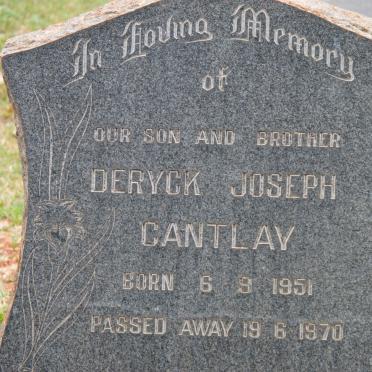 In Loving Memory
of
OUR SON AND BROTHER
DERYCK JOSEPH
CANTLAY
BORN 6 9 1951
PASSED AWAY 19 6 1970